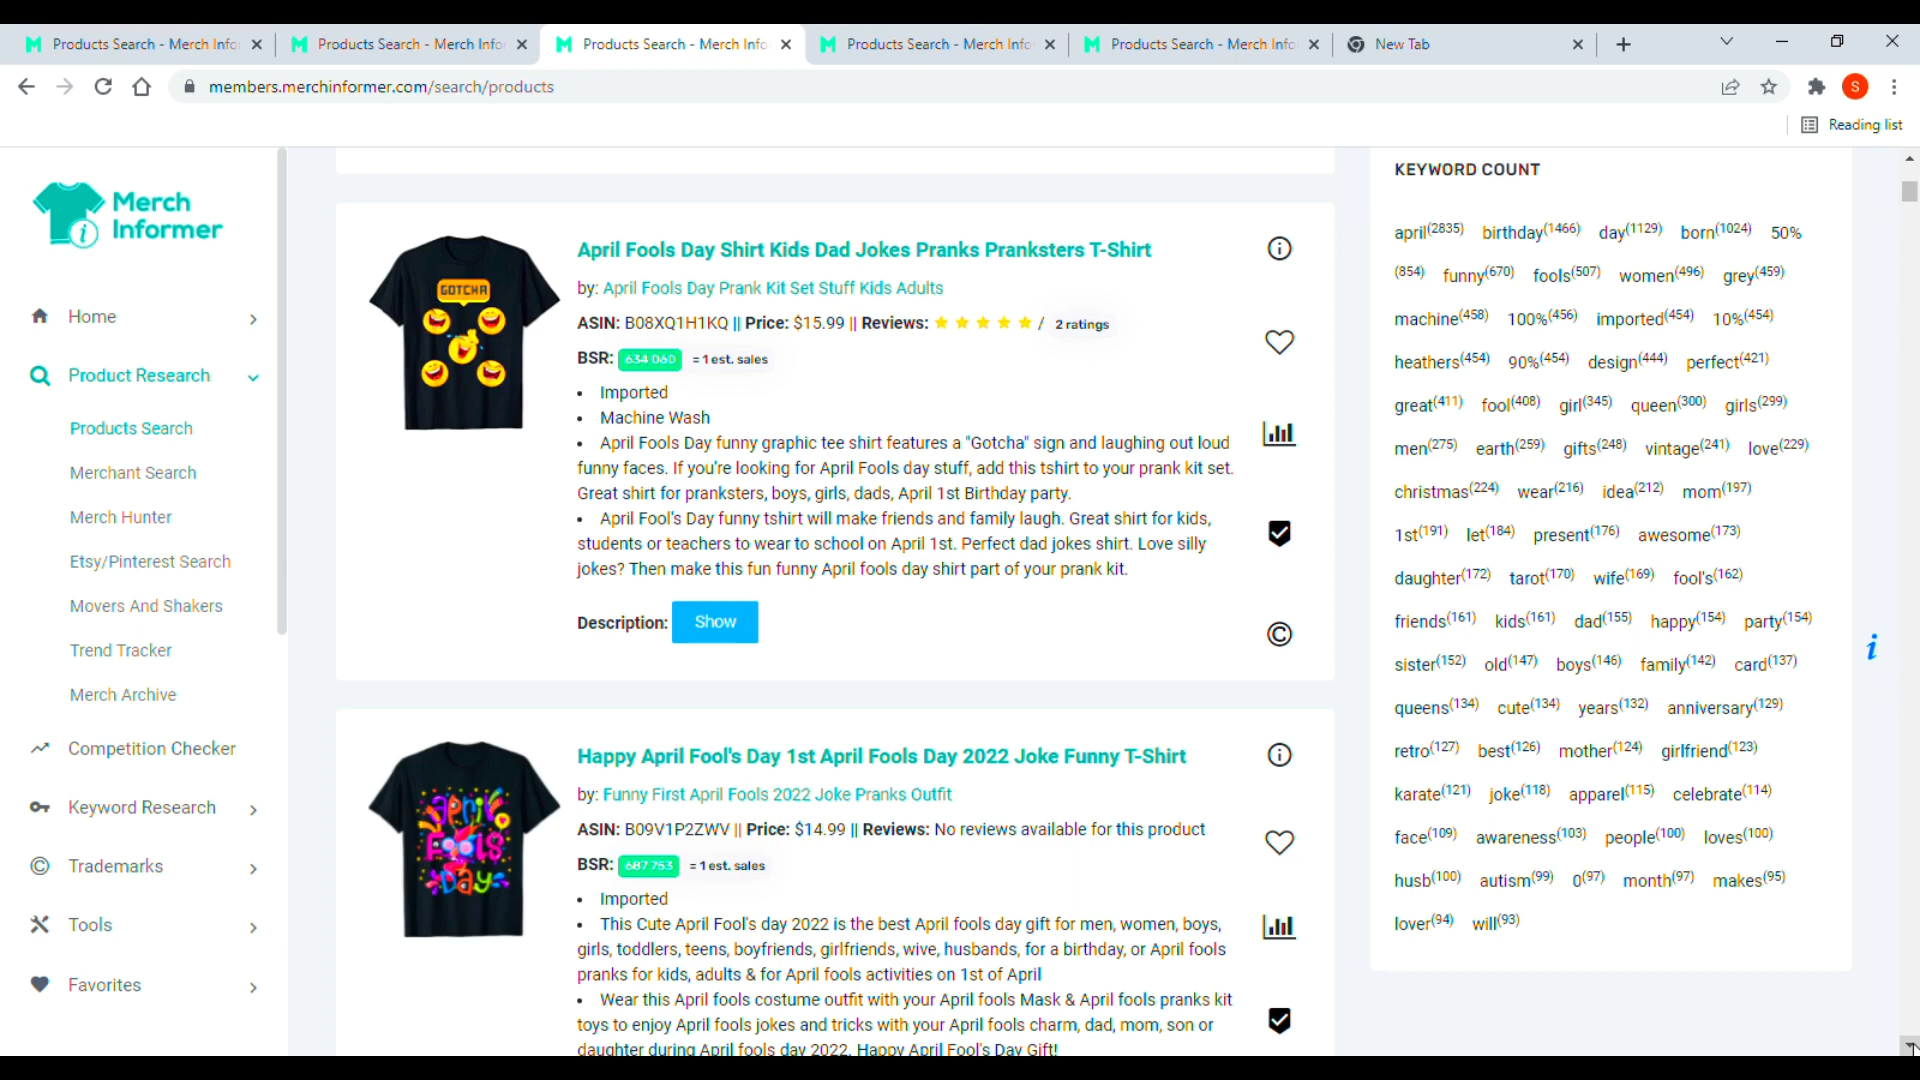 Products Search - Merch Info
Products Search - Merch Info
Products Search - Merch Info
Products Search - Merch Info
Products Search - Merch Info
New Tab
members.merchinformer.com/search/products
S
Reading list
Merch
Informer
Home
Product Research
Products Search
Merchant Search
Merch Hunter
Etsy/Pinterest Search
Movers And Shakers
Trend Tracker
Merch Archive
Competition Checker
Keyword Research
Trademarks
Tools
Favorites
GOTCHA
April Fools Day Shirt Kids Dad Jokes Pranks Pranksters T-Shirt
by: April Fools Day Prank Kit Set Stuff Kids Adults
ASIN: B08XQ1H1KQ || Price: $15.99 || Reviews: / 2 ratings
BSR: 634 060 = 1 est. sales
• Imported
• Machine Wash
• April Fools Day funny graphic tee shirt features a "Gotcha" sign and laughing out loud
funny faces. If you're looking for April Fools day stuff, add this tshirt to your prank kit set.
Great shirt for pranksters, boys, girls, dads, April 1st Birthday party.
• April Fool's Day funny tshirt will make friends and family laugh. Great shirt for kids,
students or teachers to wear to school on April 1st. Perfect dad jokes shirt. Love silly
jokes? Then make this fun funny April fools day shirt part of your prank kit.
Description: Show
april
Fools
Day
Happy April Fool's Day 1st April Fools Day 2022 Joke Funny T-Shirt
by: Funny First April Fools 2022 Joke Pranks Outfit
ASIN: B09V1P2ZWV || Price: $14.99 || Reviews: No reviews available for this product
BSR: 687 753 = 1 est. sales
• Imported
• This Cute April Fool's day 2022 is the best April fools day gift for men, women, boys,
girls, toddlers, teens, boyfriends, girlfriends, wive, husbands, for a birthday, or April fools
pranks for kids, adults & for April fools activities on 1st of April
• Wear this April fools costume outfit with your April fools Mask & April fools pranks kit
toys to enjoy April fools jokes and tricks with your April fools charm, dad, mom, son or
daughter during April fools day 2022. Happy April Fool's Day Gift!
KEYWORD COUNT
april(2835) birthday(1466) day(1129) born(1024) 50%
(854) funny(670) fools(507) women(496) grey(459)
machine(458) 100%(456) imported(454) 10%(454)
heathers(454) 90%(454) design(444) perfect(421)
great(411) fool(408) girl(345) queen(300) girls(299)
men(275) earth(259) gifts(248) vintage(241) love(229)
christmas(224) wear(216) idea(212) mom(197)
1st(191) let(184) present(176) awesome(173)
daughter(172) tarot(170) wife(169) fool's(162)
friends(161) kids(161) dad(155) happy(154) party(154)
sister(152) old(147) boys(146) family(142) card(137)
queens(134) cute(134) years(132) anniversary(129)
retro(127) best(126) mother(124) girlfriend(123)
karate(121) joke(118) apparel(115) celebrate(114)
face(109) awareness(103) people(100) loves(100)
husb(100) autism(99) 0(97) month(97) makes(95)
lover(94) will(93)